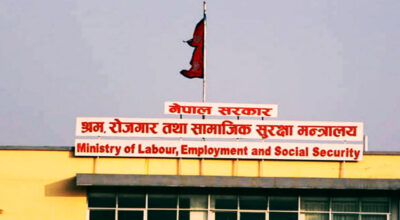 नेपाल सरकार
श्रम, रोजगार तथा सामाजिक सुरक्षा मन्त्रालय
Ministry of Labour, Employment and Social Security